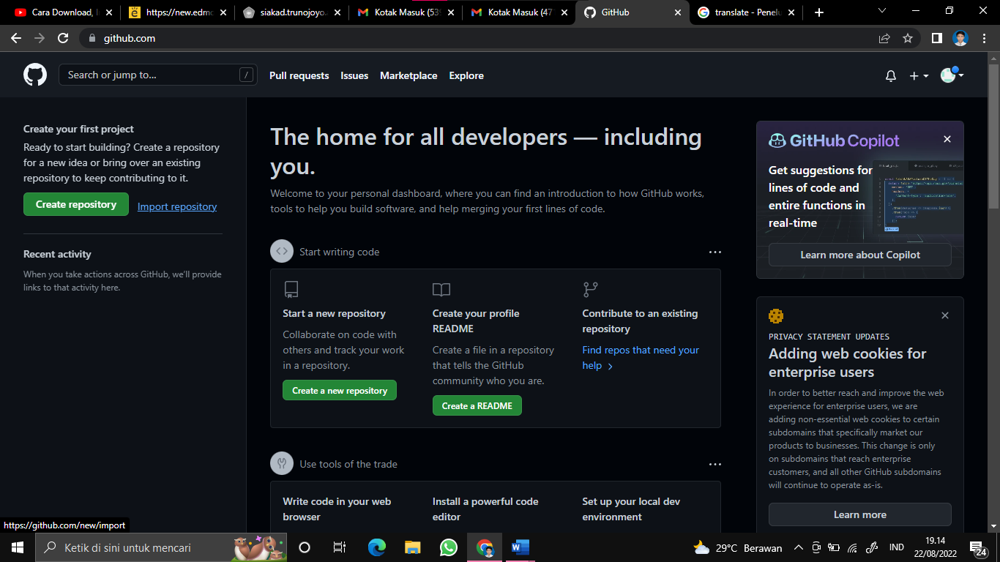 Cara Download, I
https://new.edmo
siakad.trunojoyo.
Kotak Masuk (539
Kotak Masuk (47
GitHub
translate - Penelu
github.com
Search or jump to...
/
Pull requests
Issues
Marketplace
Explore
Create your first project
Ready to start building? Create a repository
for a new idea or bring over an existing
repository to keep contributing to it.
Create repository
Import repository
Recent activity
When you take actions across GitHub, we'll provide
links to that activity here.
The home for all developers — including
you.
Welcome to your personal dashboard, where you can find an introduction to how GitHub works,
tools to help you build software, and help merging your first lines of code.
Start writing code
Start a new repository
Collaborate on code with
others and track your work
in a repository.
Create a new repository
Create your profile
README
Create a file in a repository
that tells the GitHub
community who you are.
Create a README
Contribute to an existing
repository
Find repos that need your
help
Use tools of the trade
Write code in your web
browser
Install a powerful code
editor
Set up your local dev
environment
GitHub Copilot
Get suggestions for
lines of code and
entire functions in
real-time
Learn more about Copilot
PRIVACY STATEMENT UPDATES
Adding web cookies for
enterprise users
In order to better reach and improve the web
experience for enterprise users, we are
adding non-essential web cookies to certain
subdomains that specifically market our
products to businesses. This change is only
on subdomains that reach enterprise
customers, and all other GitHub subdomains
will continue to operate as-is.
Learn more
https://github.com/new/import
Ketik di sini untuk mencari
29°C Berawan
IND
19.14
22/08/2022
24